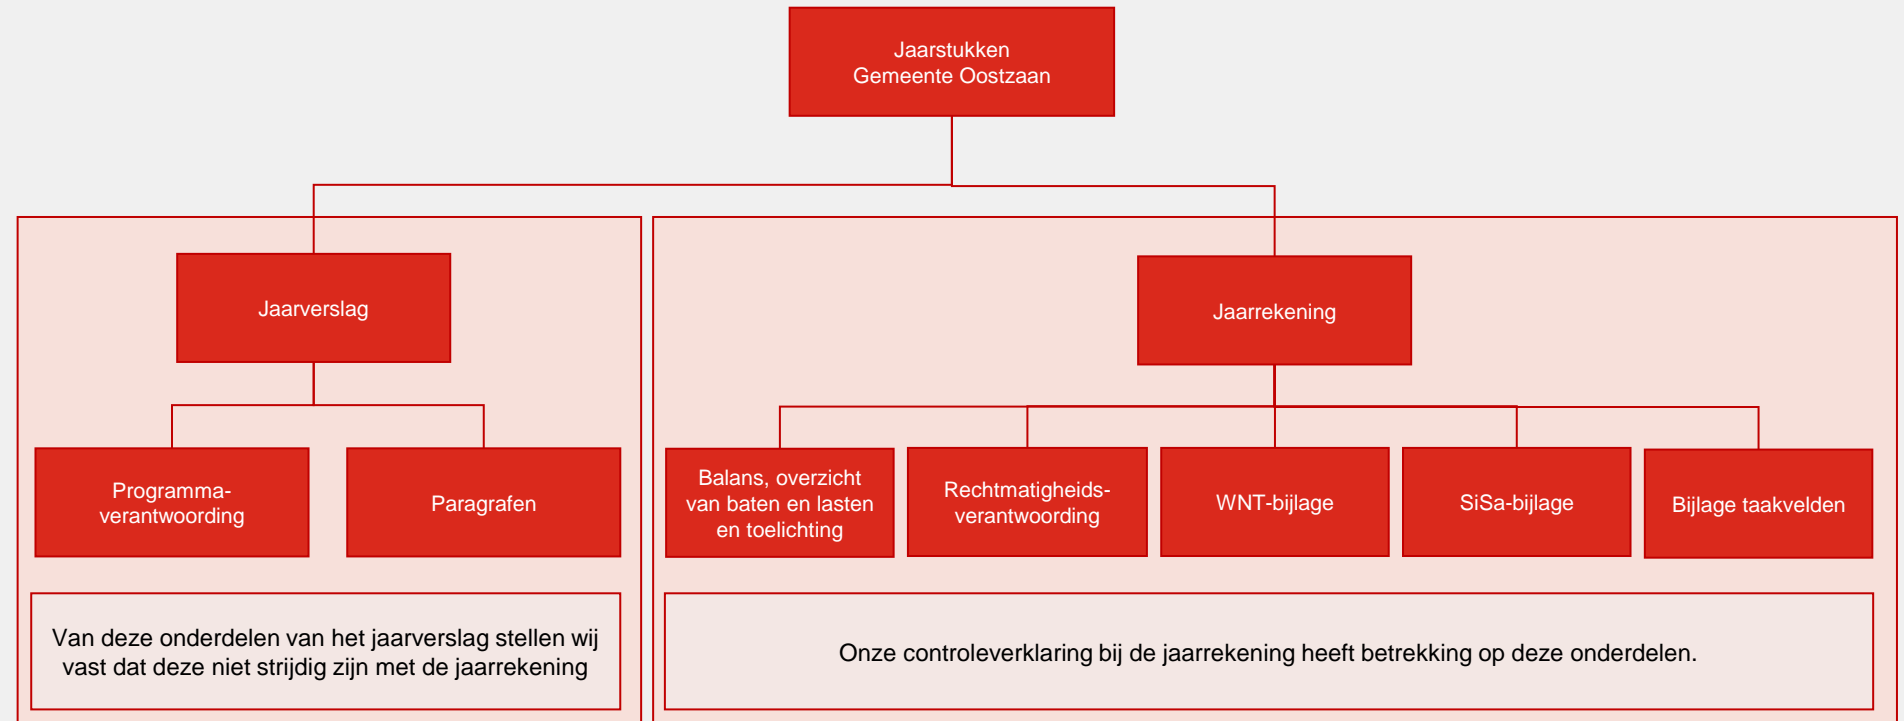 Jaarstukken
Gemeente Oostzaan
Jaarverslag
Jaarrekening
Programma-
verantwoording
Paragrafen
Balans, overzicht
van baten en lasten
en toelichting
Rechtmatigheids-
verantwoording
WNT-bijlage
SiSa-bijlage
Bijlage taakvelden
Van deze onderdelen van het jaarverslag stellen wij
vast dat deze niet strijdig zijn met de jaarrekening
Onze controleverklaring bij de jaarrekening heeft betrekking op deze onderdelen.